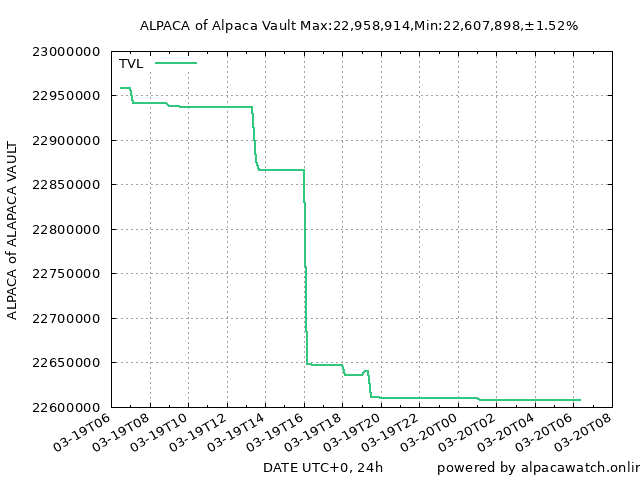 ALPACA of Alpaca Vault Max:22,958,914,Min:22,607,898,±1.52%
23000000
TVL
22950000
22900000
22850000
22800000
22750000
22700000
22650000
22600000
ALPACA of ALAPACA VAULT
03-19T06
03-19T08
03-19T10
03-19T12
03-19T14
03-19T16
03-19T18
03-19T20
03-19T22
03-20T00
03-20T02
03-20T04
03-20T06
03-20T08
DATE UTC+0, 24h
powered by alpacawatch.onlin